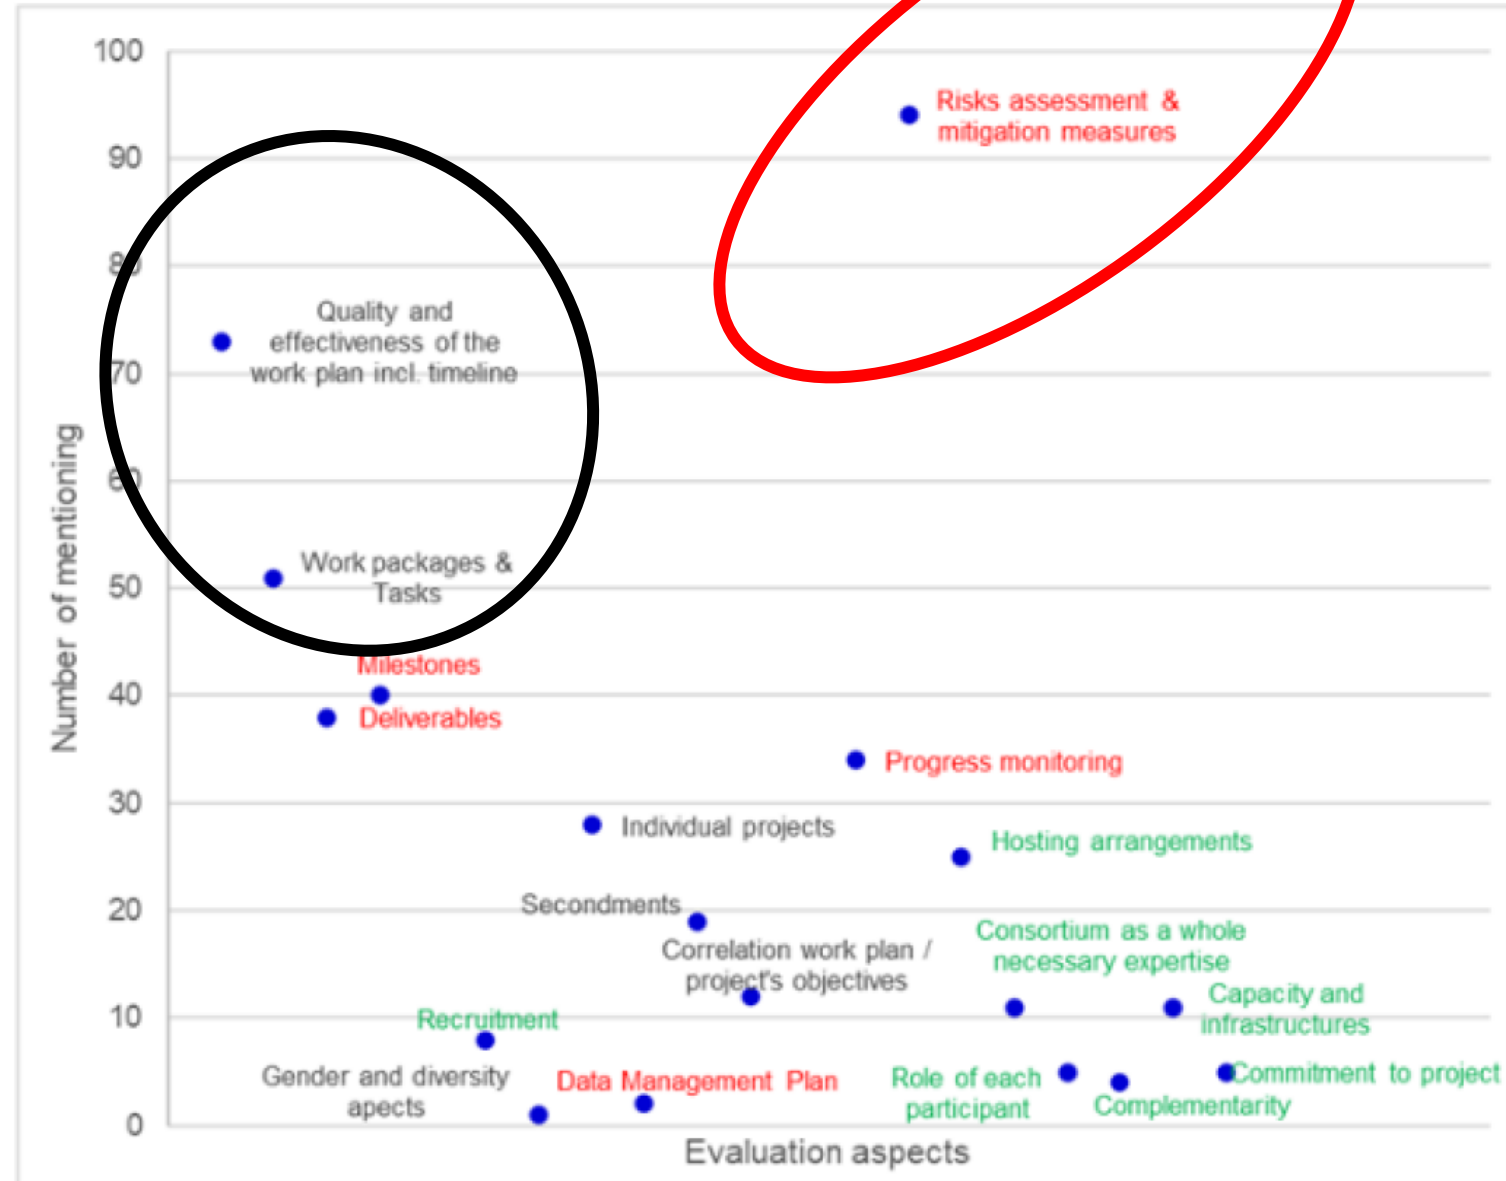 100
Risks assessment &
mitigation measures
90
80
Quality and
effectiveness of the
work plan incl. timeline
70
60
Work packages &
Tasks
50
Milestones
40
Deliverables
Progress monitoring
30
Individual projects
Hosting arrangements
20
Secondments
Consortium as a whole
necessary expertise
Correlation work plan /
project's objectives
Capacity and
infrastructures
10
Recruitment
Gender and diversity
apects
Data Management Plan
Role of each
participant
Commitment to project
Complementarity
0
Number of mentioning
Evaluation aspects